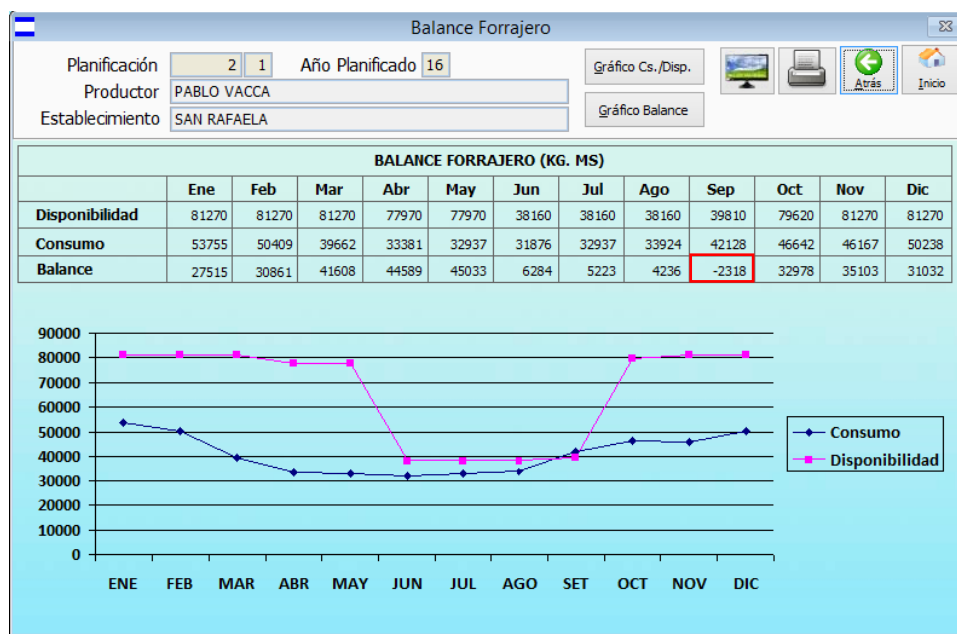 Balance Forrajero
Planificación 2 1 Año Planificado 16
Productor PABLO VACCA
Establecimiento SAN RAFAELA
Gráfico Cs./Disp.
Gráfico Balance
Atrás
Inicio
BALANCE FORRAJERO (KG. MS)
Ene Feb Mar Abr May Jun Jul Ago Sep Oct Nov Dic
Disponibilidad 81270 81270 81270 77970 77970 38160 38160 38160 39810 79620 81270 81270
Consumo 53755 50409 39662 33381 32937 31876 32937 33924 42128 46642 46167 50238
Balance 27515 30861 41608 44589 45033 6284 5223 4236 -2318 32978 35103 31032
90000
80000
70000
60000
50000
40000
30000
20000
10000
0
ENE FEB MAR ABR MAY JUN JUL AGO SET OCT NOV DIC
Consumo
Disponibilidad